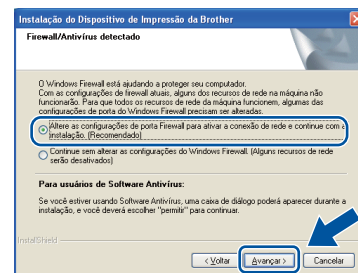 Instalação do Dispositivo de Impressão da Brother
Firewall/Antivírus detectado
O Windows Firewall está ajudando a proteger seu computador.
Com as configurações de firewall atuais, alguns dos recursos de rede na máquina não
funcionarão. Para que todos os recursos de rede da máquina funcionem, algumas das
configurações de porta do Windows Firewall precisam ser alteradas.
Altere as configurações de porta Firewall para ativar a conexão de rede e continue com a
instalação. (Recomendado)
Continue sem alterar as configurações do Windows Firewall. (Alguns recursos de rede
serão desativados)
Para usuários de Software Antivírus:
Se você estiver usando Software Antivírus, uma caixa de diálogo poderá aparecer durante a
instalação, e você deverá escolher "permitir" para continuar.
InstallShield
< Voltar
Avançar >
Cancelar